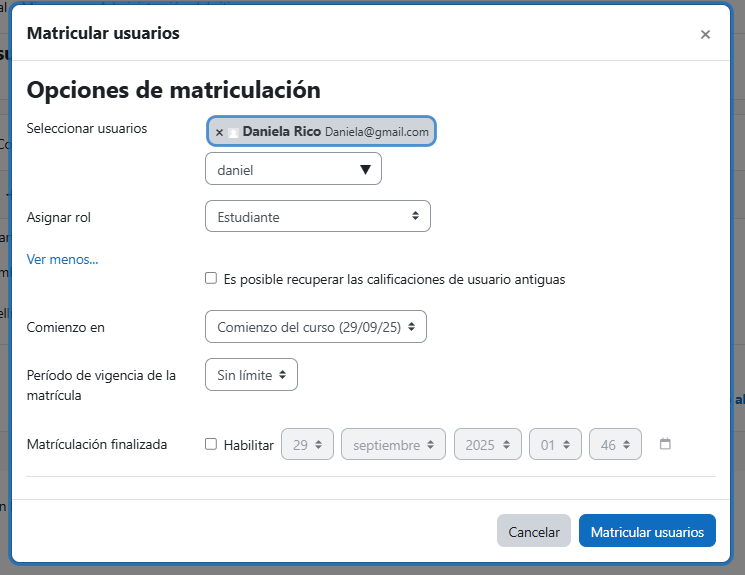 Matricular usuarios
×
Opciones de matriculación
Seleccionar usuarios
× Daniela Rico Daniela@gmail.com
daniel ▼
Asignar rol
Estudiante
Ver menos...
Es posible recuperar las calificaciones de usuario antiguas
Comienzo en
Comienzo del curso (29/09/25)
Período de vigencia de la
matrícula
Sin límite
Matrículación finalizada
Habilitar 29 septiembre 2025 01 46
Cancelar Matricular usuarios